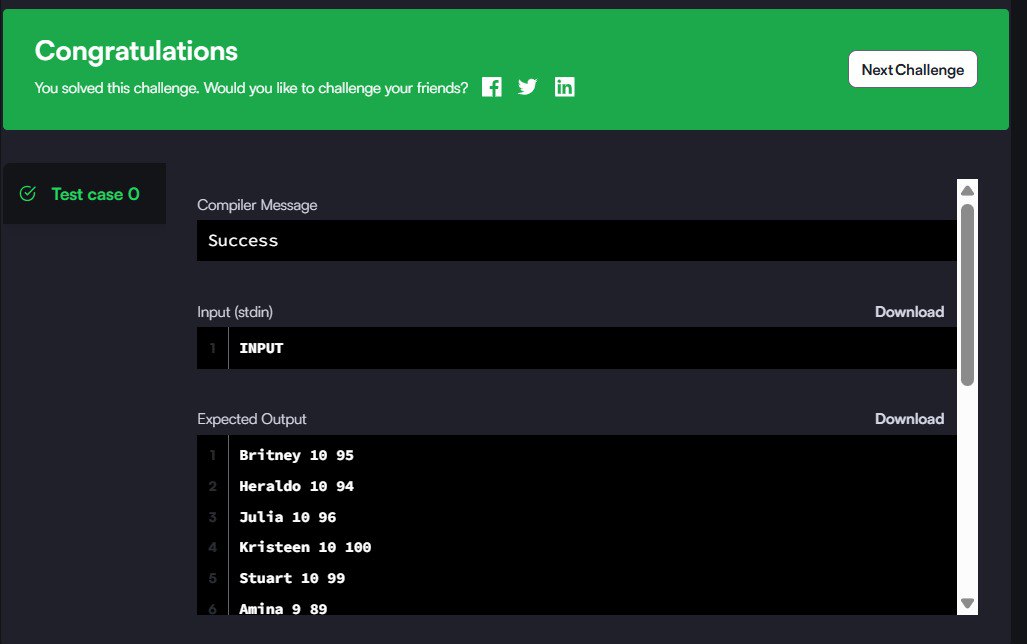 Congratulations
You solved this challenge. Would you like to challenge your friends?
Next Challenge
Test case 0
Compiler Message
Success
Input (stdin)
Download
1 INPUT
Expected Output
Download
1 Britney 10 95
2 Heraldo 10 94
3 Julia 10 96
4 Kristeen 10 100
5 Stuart 10 99
6 Amina 9 89